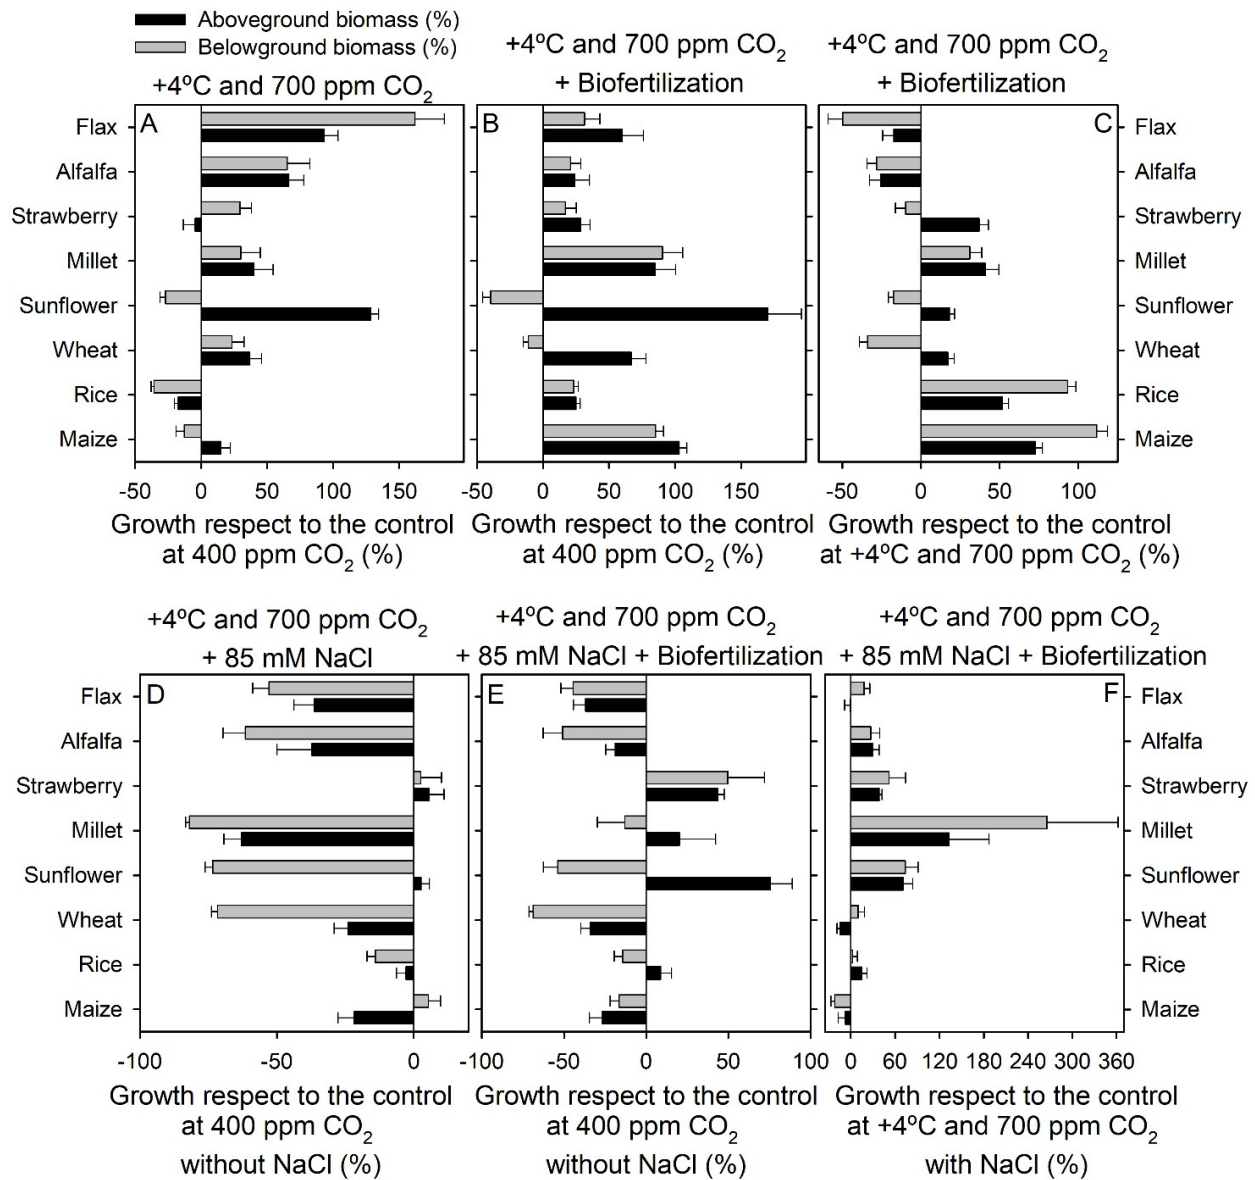 Aboveground biomass (%)
Belowground biomass (%)
+4ºC and 700 ppm CO2
+4ºC and 700 ppm CO2
+ Biofertilization
+4ºC and 700 ppm CO2
+ Biofertilization
A
B
C
Flax
Alfalfa
Strawberry
Millet
Sunflower
Wheat
Rice
Maize
Flax
Alfalfa
Strawberry
Millet
Sunflower
Wheat
Rice
Maize
-50 0 50 100 150
-50 0 50 100 150
-50 0 50 100
Growth respect to the control
at 400 ppm CO2 (%)
Growth respect to the control
at 400 ppm CO2 (%)
Growth respect to the control
at +4ºC and 700 ppm CO2 (%)
+4ºC and 700 ppm CO2
+ 85 mM NaCl
+4ºC and 700 ppm CO2
+ 85 mM NaCl + Biofertilization
+4ºC and 700 ppm CO2
+ 85 mM NaCl + Biofertilization
D
E
F
Flax
Alfalfa
Strawberry
Millet
Sunflower
Wheat
Rice
Maize
Flax
Alfalfa
Strawberry
Millet
Sunflower
Wheat
Rice
Maize
-100 -50 0
-100 -50 0 50 100
0 60 120 180 240 300 360
Growth respect to the control
at 400 ppm CO2
without NaCl (%)
Growth respect to the control
at 400 ppm CO2
without NaCl (%)
Growth respect to the control
at +4ºC and 700 ppm CO2
with NaCl (%)